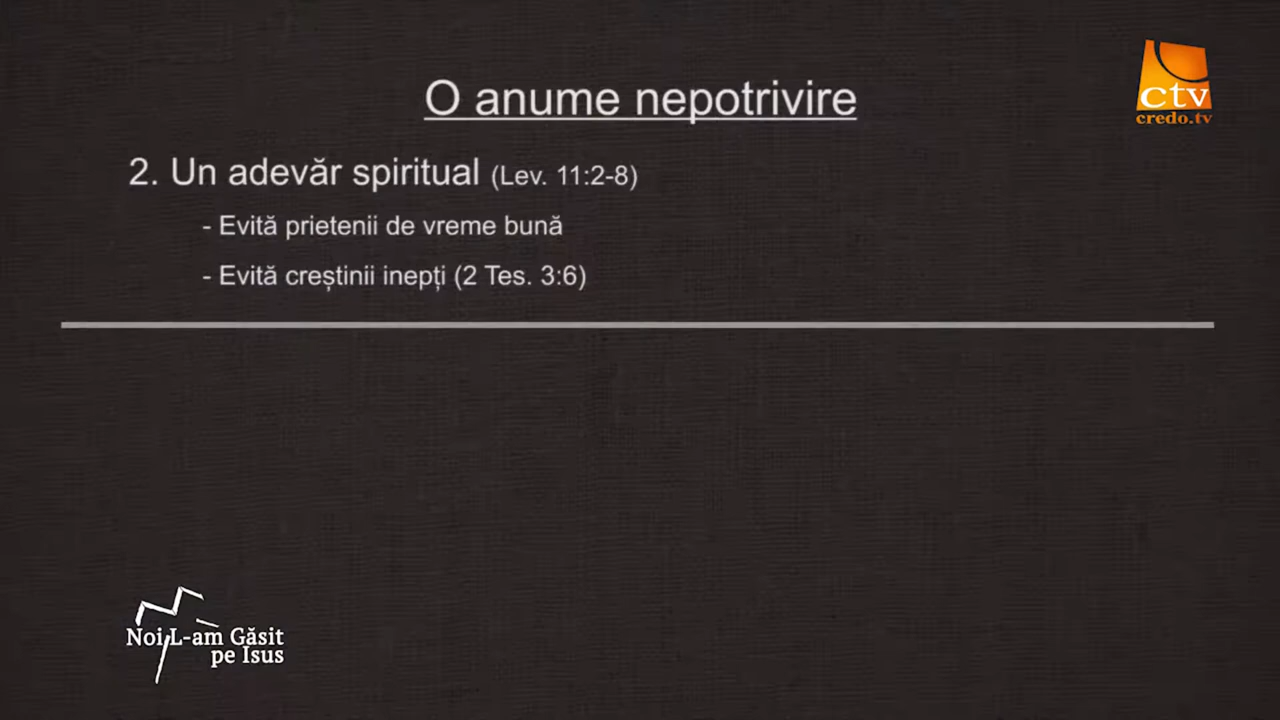 O anume nepotrivire
ctv
credo.tv
2. Un adevăr spiritual (Lev. 11:2-8)
- Evită prietenii de vreme bună
- Evită creștinii inepți (2 Tes. 3:6)
Noi L-am Găsit
pe Isus